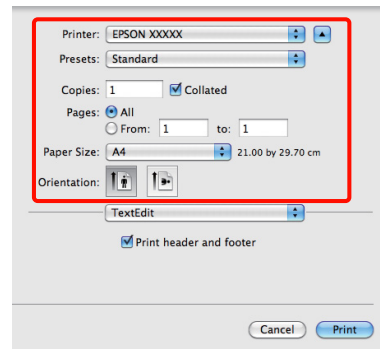 Printer: EPSON XXXXX
Presets: Standard
Copies: 1 Collated
Pages: All
From: 1 to: 1
Paper Size: A4 21.00 by 29.70 cm
Orientation:
TextEdit
Print header and footer
Cancel Print